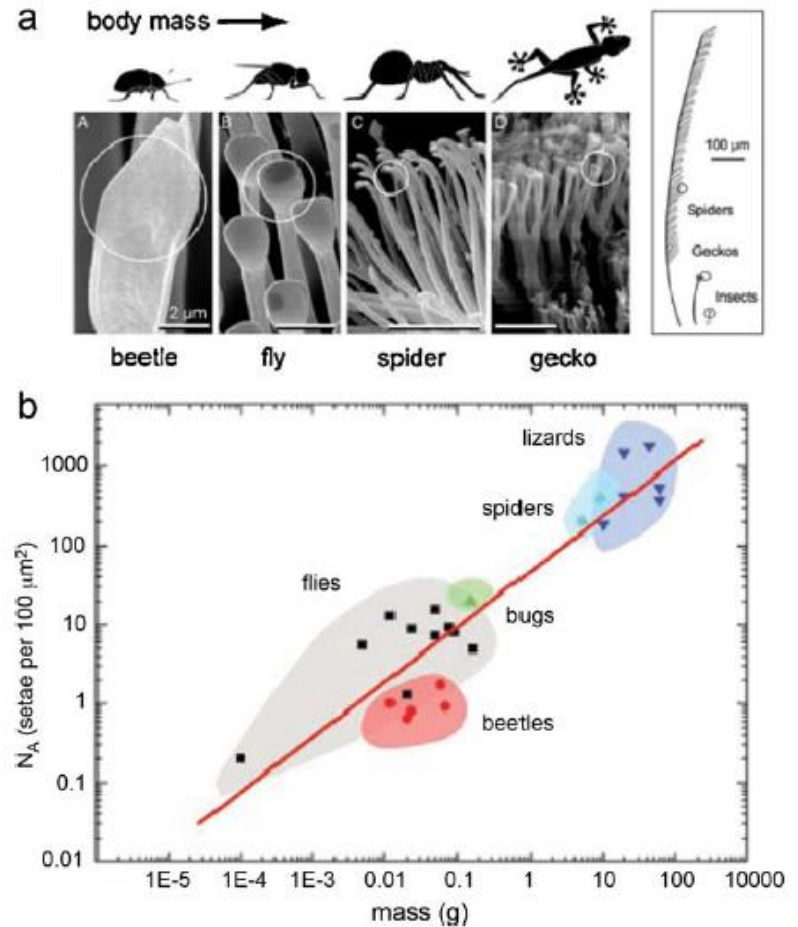 a
body mass
A
B
C
D
2 μm
beetle
fly
spider
gecko
100 μm
Spiders
Geckos
Insects
b
N_A (setae per 100 μm²)
1000
100
10
1
0.1
0.01
lizards
spiders
flies
bugs
beetles
1E-5
1E-4
1E-3
0.01
0.1
1
10
100
10000
mass (g)